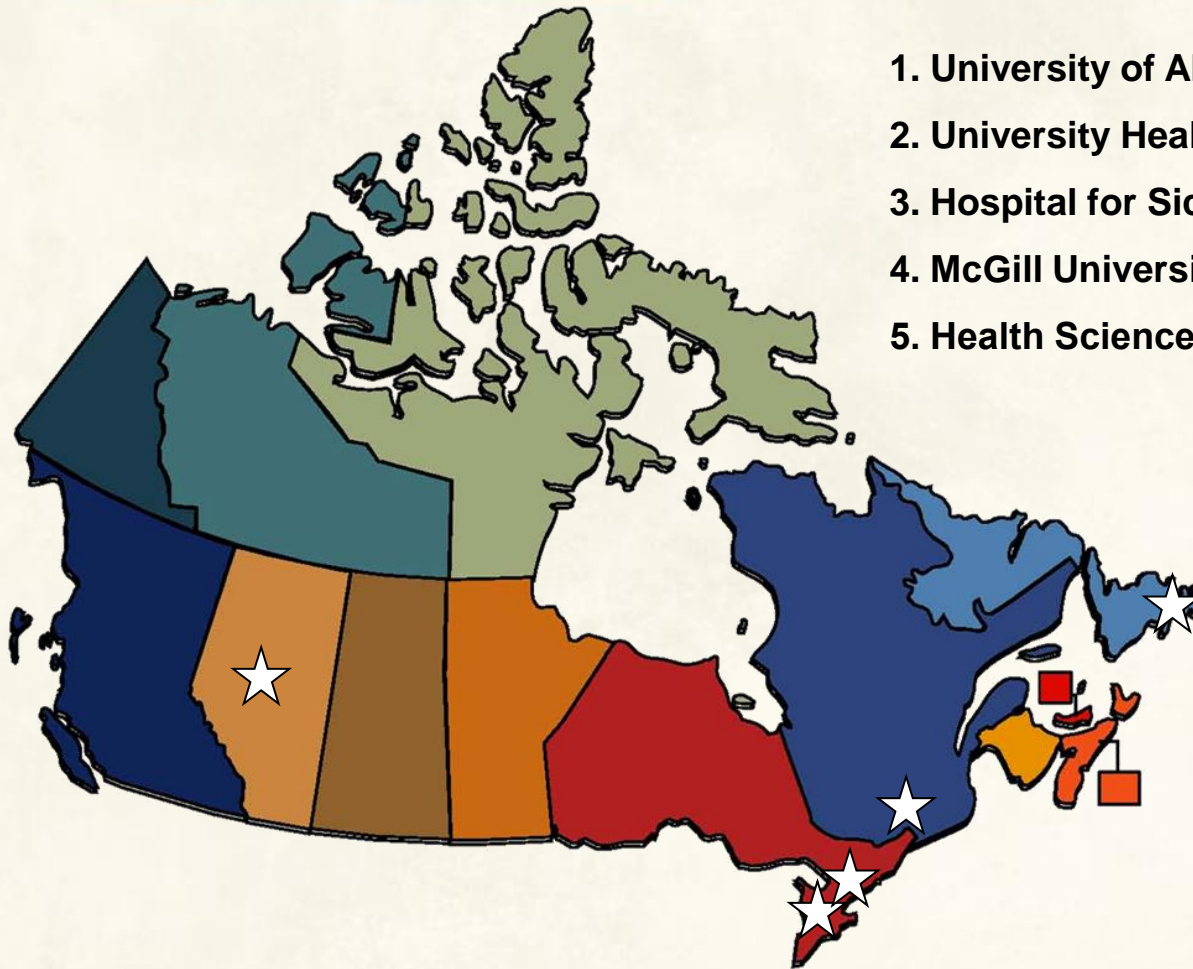 1. University of Al
2. University Heal
3. Hospital for Sic
4. McGill Universi
5. Health Science